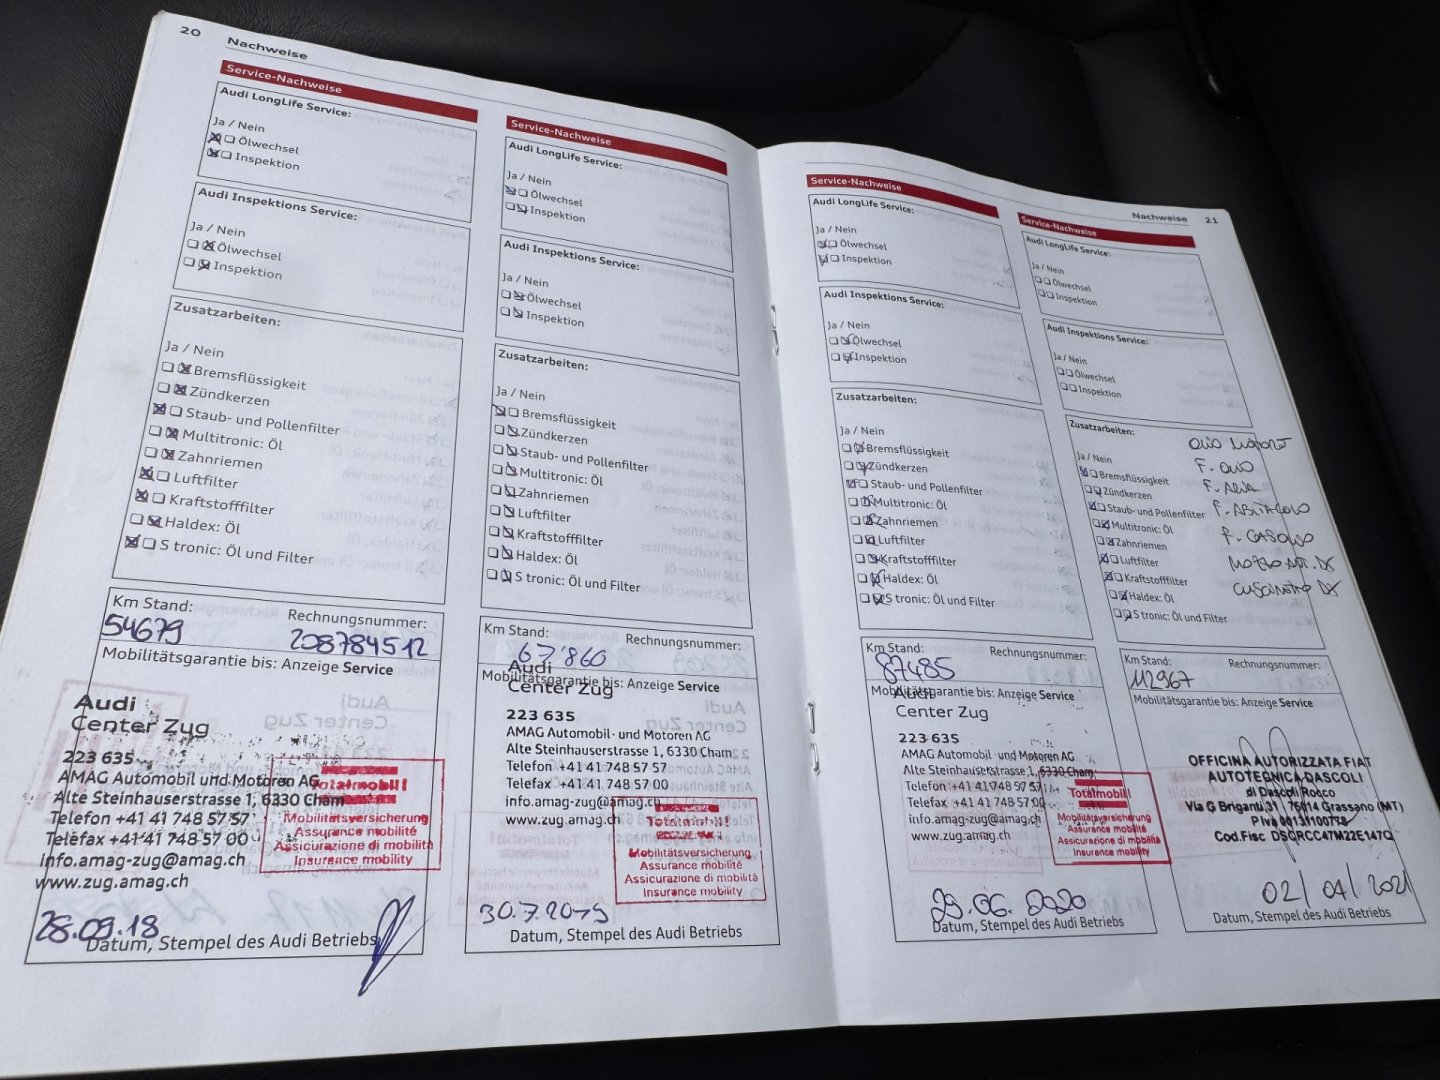 20
Nachweise
Service-Nachweise
Audi LongLife Service:
Ja / Nein
Ölwechsel
Inspektion
Audi Inspektions Service:
Ja / Nein
Ölwechsel
Inspektion
Zusatzarbeiten:
Ja / Nein
Bremsflüssigkeit
Zündkerzen
Staub- und Pollenfilter
Multitronic: Öl
Zahnriemen
Luftfilter
Kraftstofffilter
Haldex: Öl
S tronic: Öl und Filter
Km Stand: Rechnungsnummer:
54679 208784512
Mobilitätsgarantie bis: Anzeige Service
Audi
Center Zug
223 635
AMAG Automobil und Motoren AG
Alte Steinhauserstrasse 1, 6330 Cham
Telefon +41 41 748 57 57
Telefax +41 41 748 57 00
info.amag-zug@amag.ch
www.zug.amag.ch
Totalmobil!
Mobilitätsversicherung
Assurance mobilité
Assicurazione di mobilità
Insurance mobility
28.09.18
Datum, Stempel des Audi Betriebs
Service-Nachweise
Audi LongLife Service:
Ja / Nein
Ölwechsel
Inspektion
Audi Inspektions Service:
Ja / Nein
Ölwechsel
Inspektion
Zusatzarbeiten:
Ja / Nein
Bremsflüssigkeit
Zündkerzen
Staub- und Pollenfilter
Multitronic: Öl
Zahnriemen
Luftfilter
Kraftstofffilter
Haldex: Öl
S tronic: Öl und Filter
Km Stand: Rechnungsnummer:
67'860
Mobilitätsgarantie bis: Anzeige Service
Audi
Center Zug
223 635
AMAG Automobil- und Motoren AG
Alte Steinhauserstrasse 1, 6330 Cham
Telefon +41 41 748 57 57
Telefax +41 41 748 57 00
info.amag-zug@amag.ch
www.zug.amag.ch
Totalmobil!
Mobilitätsversicherung
Assurance mobilité
Assicurazione di mobilità
Insurance mobility
30.7.2019
Datum, Stempel des Audi Betriebs
Service-Nachweise
Audi LongLife Service:
Ja / Nein
Ölwechsel
Inspektion
Audi Inspektions Service:
Ja / Nein
Ölwechsel
Inspektion
Zusatzarbeiten:
Ja / Nein
Bremsflüssigkeit
Zündkerzen
Staub- und Pollenfilter
Multitronic: Öl
Zahnriemen
Luftfilter
Kraftstofffilter
Haldex: Öl
S tronic: Öl und Filter
Km Stand: Rechnungsnummer:
87485
Mobilitätsgarantie bis: Anzeige Service
Audi
Center Zug
223 635
AMAG Automobil- und Motoren AG
Alte Steinhauserstrasse 1, 6330 Cham
Telefon +41 41 748 57 57
Telefax +41 41 748 57 00
info.amag-zug@amag.ch
www.zug.amag.ch
Totalmobil!
Mobilitätsversicherung
Assurance mobilité
Assicurazione di mobilità
Insurance mobility
29.06.2020
Datum, Stempel des Audi Betriebs
Nachweise 21
Service-Nachweise
Audi LongLife Service:
Ja / Nein
Ölwechsel
Inspektion
Audi Inspektions Service:
Ja / Nein
Ölwechsel
Inspektion
Zusatzarbeiten:
Ja / Nein
Bremsflüssigkeit
Zündkerzen
Staub- und Pollenfilter
Multitronic: Öl
Zahnriemen
Luftfilter
Kraftstofffilter
Haldex: Öl
S tronic: Öl und Filter
OLIO MOTORE
F. OLIO
F. ARIA
F. ABITACOLO
F. GASOLIO
DX
CUSCINETTO DX
Km Stand: Rechnungsnummer:
112967
Mobilitätsgarantie bis: Anzeige Service
OFFICINA AUTORIZZATA FIAT
AUTOTECNICA DASCOLI
di Dascoli Rocco
Via G Briganti,31 75014 Grassano (MT)
Cod.Fisc DSCRCC47M22E147Q
02/04/2021
Datum, Stempel des Audi Betriebs